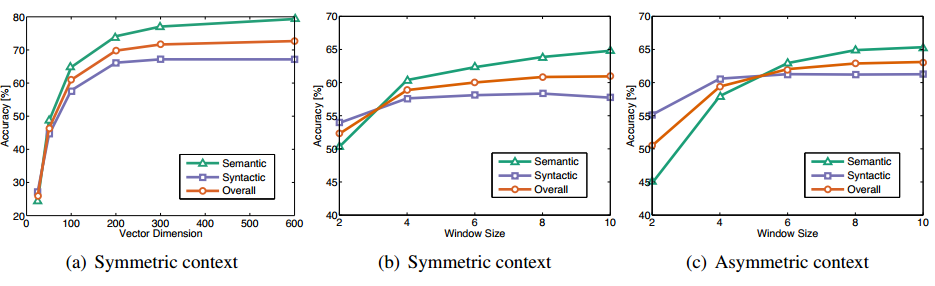 80
70
60
50
40
30
20
0
100
200
300
400
500
600
Accuracy [%]
Vector Dimension
Semantic
Syntactic
Overall
(a) Symmetric context
70
65
60
55
50
45
40
2
4
6
8
10
Accuracy [%]
Window Size
Semantic
Syntactic
Overall
(b) Symmetric context
70
65
60
55
50
45
40
2
4
6
8
10
Accuracy [%]
Window Size
Semantic
Syntactic
Overall
(c) Asymmetric context